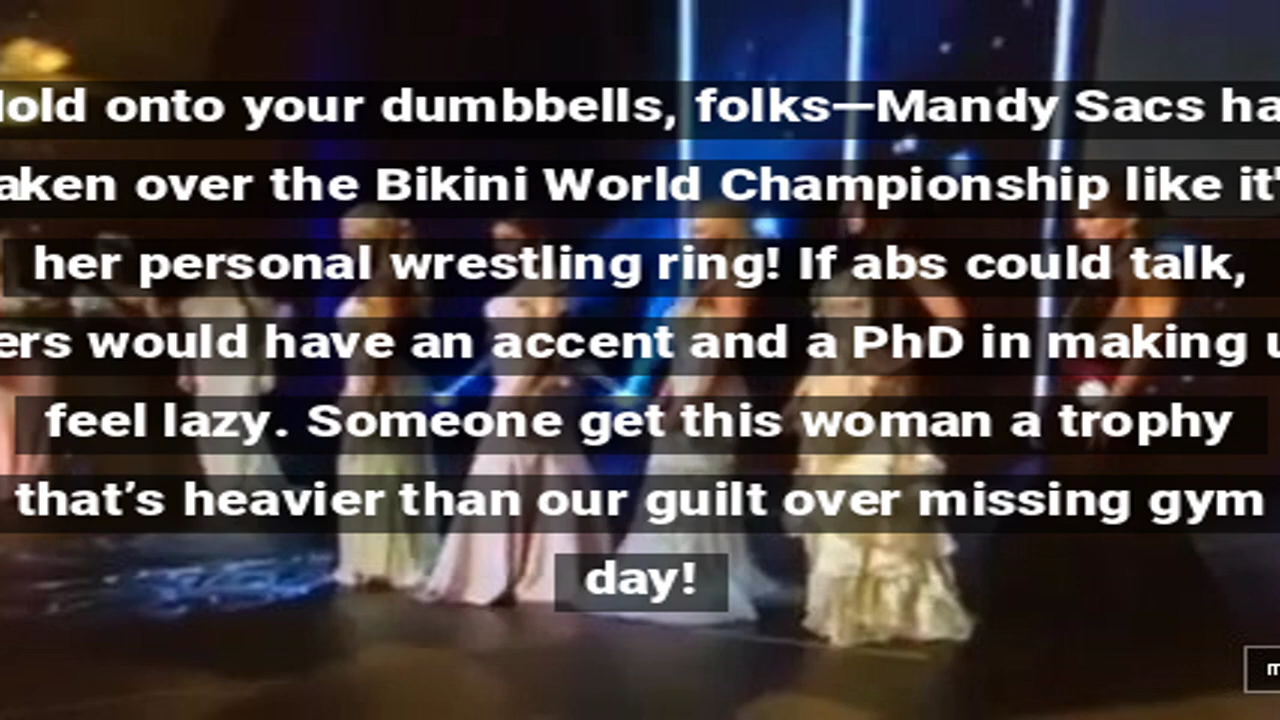 old onto your dumbbells, folks—Mandy Sacs ha
aken over the Bikini World Championship like it'
her personal wrestling ring! If abs could talk,
ers would have an accent and a PhD in making u
feel lazy. Someone get this woman a trophy
that’s heavier than our guilt over missing gym
day!
m